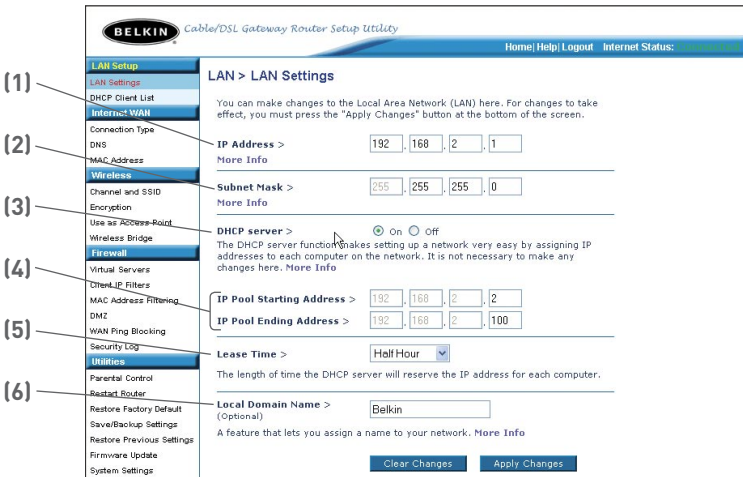 BELKIN
Cable/DSL Gateway Router Setup Utility
Home| Help| Logout Internet Status:
LAN Setup
LAN Settings
DHCP Client List
Internet WAN
Connection Type
DNS
MAC Address
Wireless
Channel and SSID
Encryption
Use as Access Point
Wireless Bridge
Firewall
Virtual Servers
Client IP Filters
MAC Address Filtering
DMZ
WAN Ping Blocking
Security Log
Utilities
Parental Control
Restart Router
Restore Factory Default
Save/Backup Settings
Restore Previous Settings
Firmware Update
System Settings
LAN > LAN Settings
You can make changes to the Local Area Network (LAN) here. For changes to take
effect, you must press the "Apply Changes" button at the bottom of the screen.
(1)
IP Address > 192 . 168 . 2 . 1
More Info
(2)
Subnet Mask > 255 . 255 . 255 . 0
More Info
(3)
DHCP server > On Off
The DHCP server function makes setting up a network very easy by assigning IP
addresses to each computer on the network. It is not necessary to make any
changes here. More Info
(4)
IP Pool Starting Address > 192 . 168 . 2 . 2
IP Pool Ending Address > 192 . 168 . 2 . 100
(5)
Lease Time > Half Hour
The length of time the DHCP server will reserve the IP address for each computer.
(6)
Local Domain Name > Belkin
(Optional)
A feature that lets you assign a name to your network. More Info
Clear Changes Apply Changes